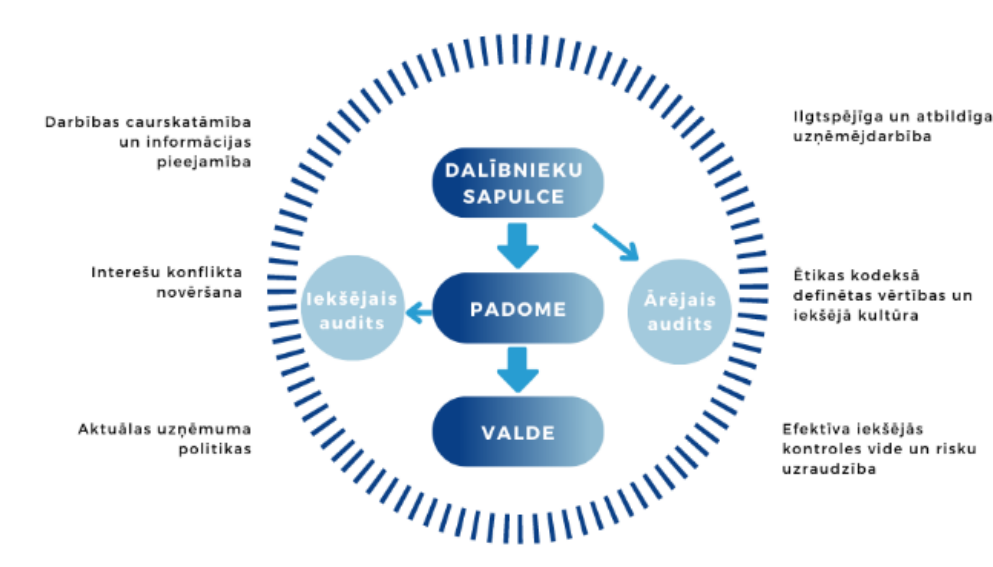 Darbības caurskatāmība
un informācijas
pieejamība
Ilgtspējīga un atbildīga
uzņēmējdarbība
DALĪBNIEKU
SAPULCE
Interešu konflikta
novēršana
Iekšējais
audits
PADOME
Ārējais
audits
Ētikas kodeksā
definētas vērtības un
iekšējā kultūra
Aktuālas uzņēmuma
politikas
VALDE
Efektīva iekšējās
kontroles vide un risku
uzraudzība